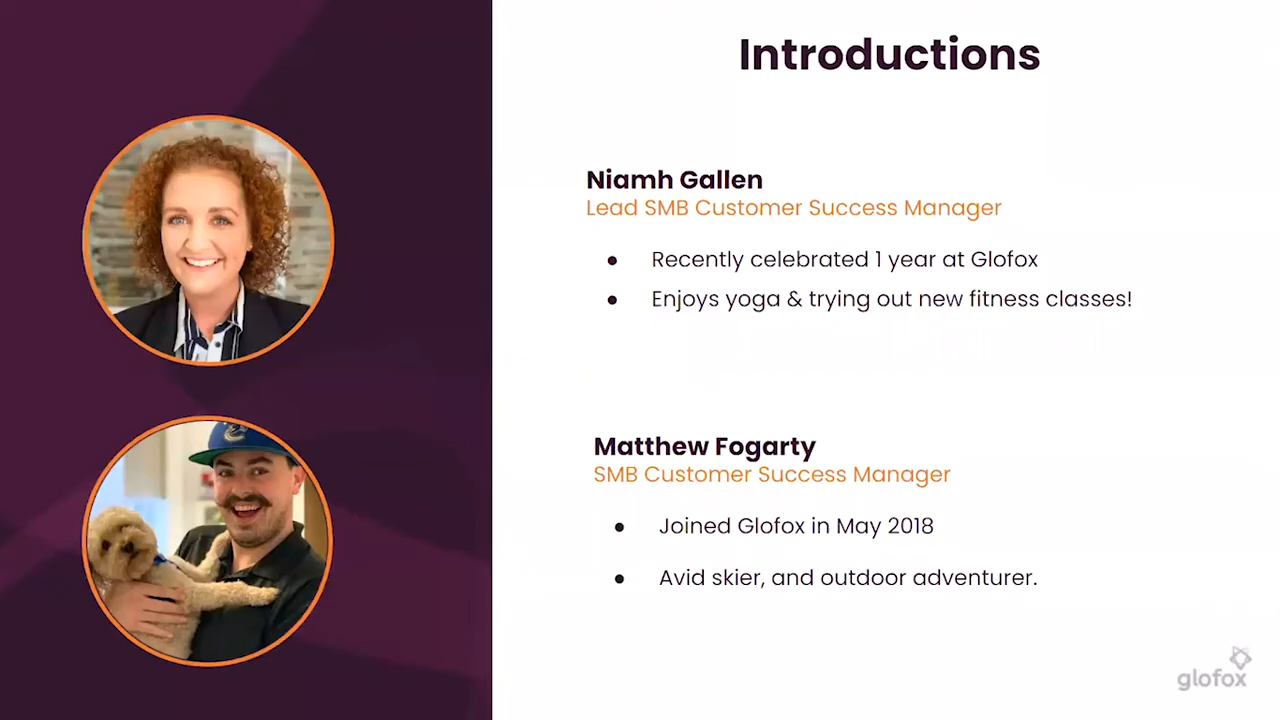 Introductions
Niamh Gallen
Lead SMB Customer Success Manager
● Recently celebrated 1 year at Glofox
● Enjoys yoga & trying out new fitness classes!
Matthew Fogarty
SMB Customer Success Manager
● Joined Glofox in May 2018
● Avid skier, and outdoor adventurer.
glofox